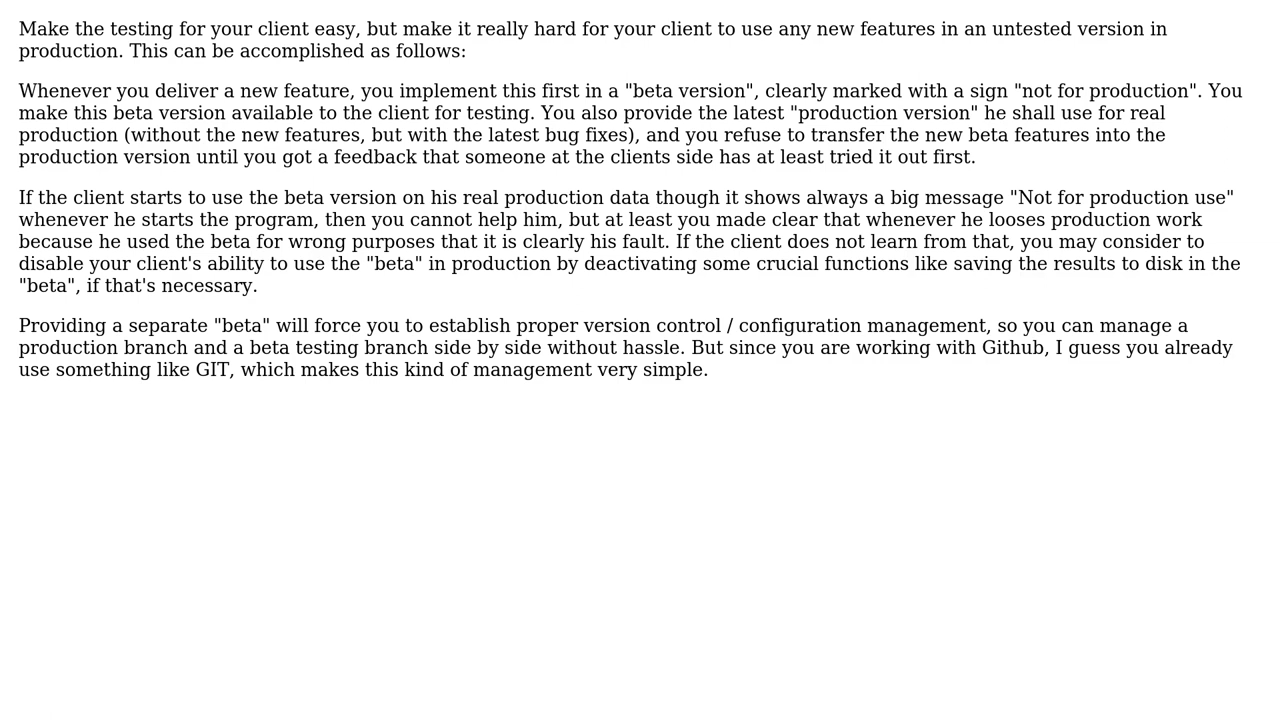 Make the testing for your client easy, but make it really hard for your client to use any new features in an untested version in
production. This can be accomplished as follows:
Whenever you deliver a new feature, you implement this first in a "beta version", clearly marked with a sign "not for production". You
make this beta version available to the client for testing. You also provide the latest "production version" he shall use for real
production (without the new features, but with the latest bug fixes), and you refuse to transfer the new beta features into the
production version until you got a feedback that someone at the clients side has at least tried it out first.
If the client starts to use the beta version on his real production data though it shows always a big message "Not for production use"
whenever he starts the program, then you cannot help him, but at least you made clear that whenever he looses production work
because he used the beta for wrong purposes that it is clearly his fault. If the client does not learn from that, you may consider to
disable your client's ability to use the "beta" in production by deactivating some crucial functions like saving the results to disk in the
"beta", if that's necessary.
Providing a separate "beta" will force you to establish proper version control / configuration management, so you can manage a
production branch and a beta testing branch side by side without hassle. But since you are working with Github, I guess you already
use something like GIT, which makes this kind of management very simple.